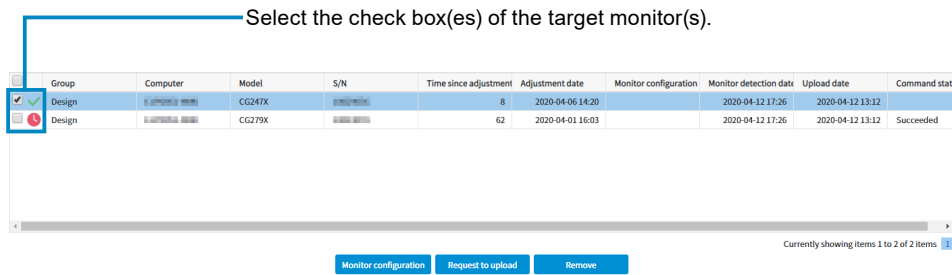 Select the check box(es) of the target monitor(s).
Group Computer Model S/N Time since adjustment Adjustment date Monitor configuration Monitor detection date Upload date Command stat
Design CG247X 8 2020-04-06 14:20 2020-04-12 17:26 2020-04-12 13:12
Design CG279X 62 2020-04-01 16:03 2020-04-12 17:26 2020-04-12 13:12 Succeeded
Currently showing items 1 to 2 of 2 items 1
Monitor configuration Request to upload Remove